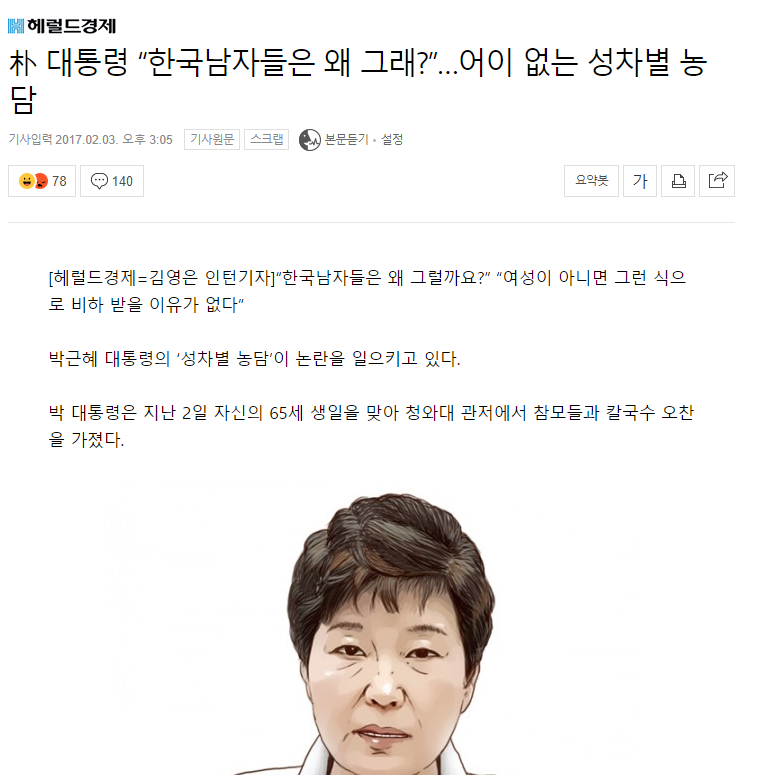 헤럴드경제
朴 대통령 “한국남자들은 왜 그래?”…어이 없는 성차별 농
담
기사입력 2017.02.03. 오후 3:05 기사원문 스크랩 본문듣기 · 설정
78 140 요약봇 가
[헤럴드경제=김영은 인턴기자]“한국남자들은 왜 그럴까요?” “여성이 아니면 그런 식으
로 비하 받을 이유가 없다”
박근혜 대통령의 ‘성차별 농담’이 논란을 일으키고 있다.
박 대통령은 지난 2일 자신의 65세 생일을 맞아 청와대 관저에서 참모들과 칼국수 오찬
을 가졌다.